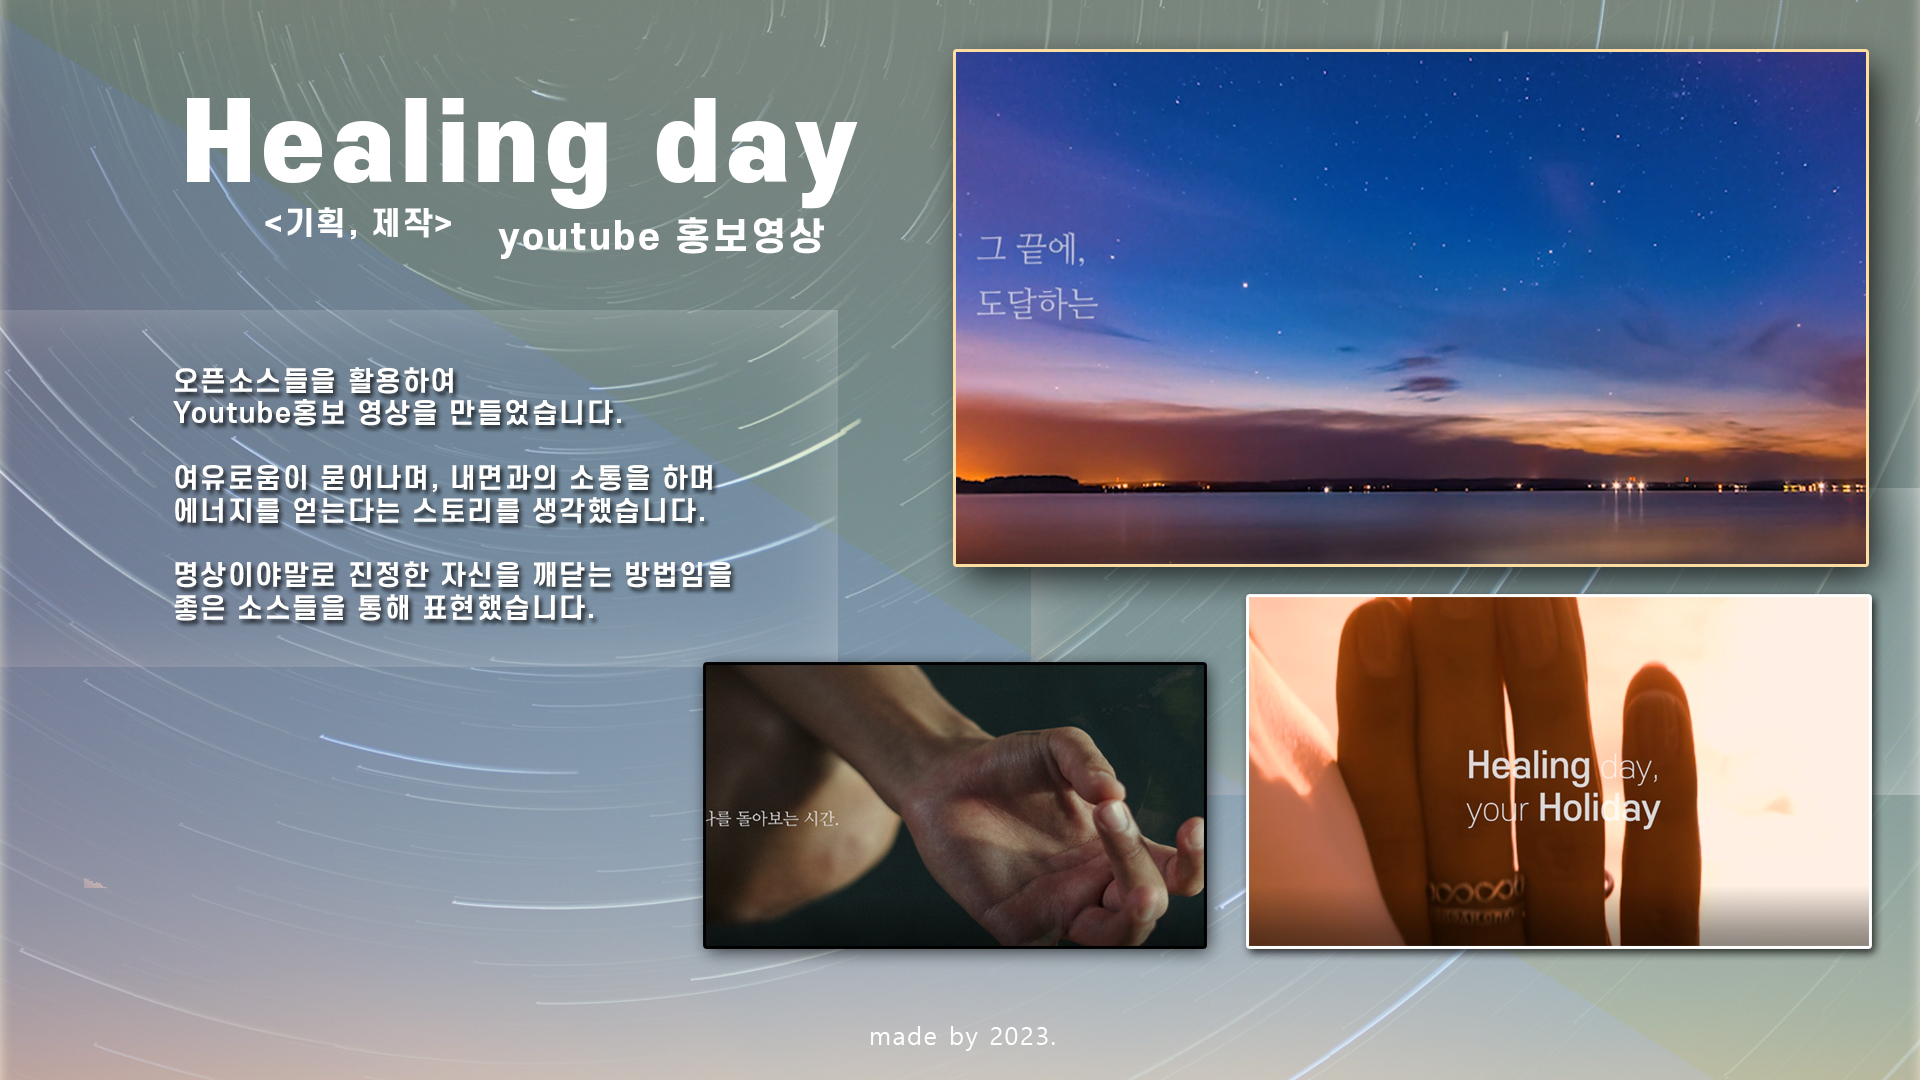 Healing day
<기획, 제작>
youtube 홍보영상
오픈소스들을 활용하여
Youtube홍보 영상을 만들었습니다.
여유로움이 묻어나며, 내면과의 소통을 하며
에너지를 얻는다는 스토리를 생각했습니다.
명상이야말로 진정한 자신을 깨닫는 방법임을
좋은 소스들을 통해 표현했습니다.
그 끝에,
도달하는
나를 돌아보는 시간.
Healing day,
your Holiday
made by 2023.